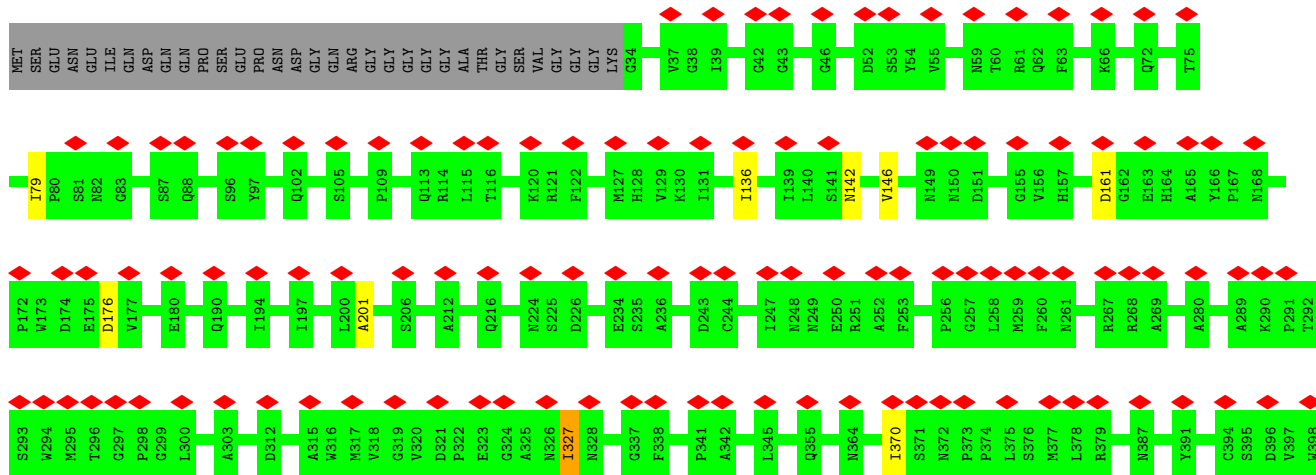 MET SER GLU ASN GLU ILE GLN ASP GLN GLN PRO SER GLU PRO ASN ASP GLY GLN ARG GLY GLY GLY GLY GLY ALA THR GLY SER VAL GLY GLY GLY LYS G34 V37 G38 I39 G42 G43 G46 D52 S53 Y54 V55 N59 T60 R61 Q62 F63 K66 Q72 T75
I79 P80 S81 N82 G83 S87 Q88 S96 Y97 Q102 S105 P109 Q113 R114 L115 T116 K120 R121 F122 M127 H128 V129 K130 I131 I136 I139 L140 S141 N142 V146 N149 N150 D151 G155 V156 H157 D161 G162 E163 H164 A165 Y166 P167 N168
P172 W173 D174 E175 D176 V177 E180 Q190 I194 I197 L200 A201 S206 A212 Q216 N224 S225 D226 E234 S235 A236 D243 C244 I247 N248 N249 E250 R251 A252 F253 P256 G257 L258 M259 F260 N261 R267 R268 A269 A280 A289 K290 P291 T292
S293 W294 M295 T296 G297 P298 G299 L300 A303 D312 A315 W316 M317 V318 G319 V320 D321 P322 E323 G324 A325 N326 I327 N328 G337 F338 P341 A342 L345 Q355 N364 I370 S371 N372 P373 P374 L375 S376 M377 L378 R379 N387 Y391 G394 S395 D396 V397 W398